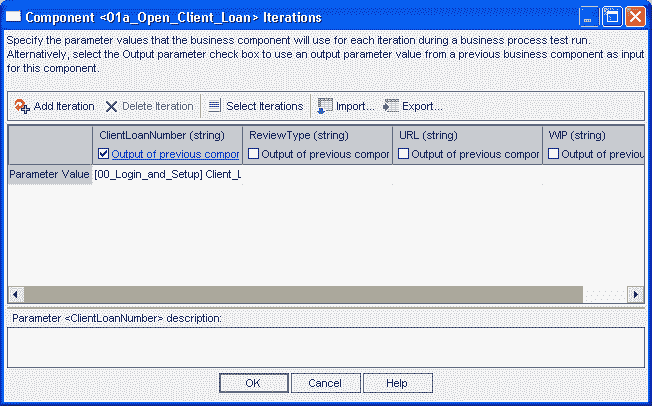 Component <01a_Open_Client_Loan> Iterations
Specify the parameter values that the business component will use for each iteration during a business process test run.
Alternatively, select the Output parameter check box to use an output parameter value from a previous business component as input
for this component.
Add Iteration Delete Iteration Select Iterations Import... Export...
ClientLoanNumber (string) ReviewType (string) URL (string) WIP (string)
Output of previous compor Output of previous compor Output of previous compor Output of previou
Parameter Value [00_Login_and_Setup] Client_L
Parameter <ClientLoanNumber> description:
OK Cancel Help